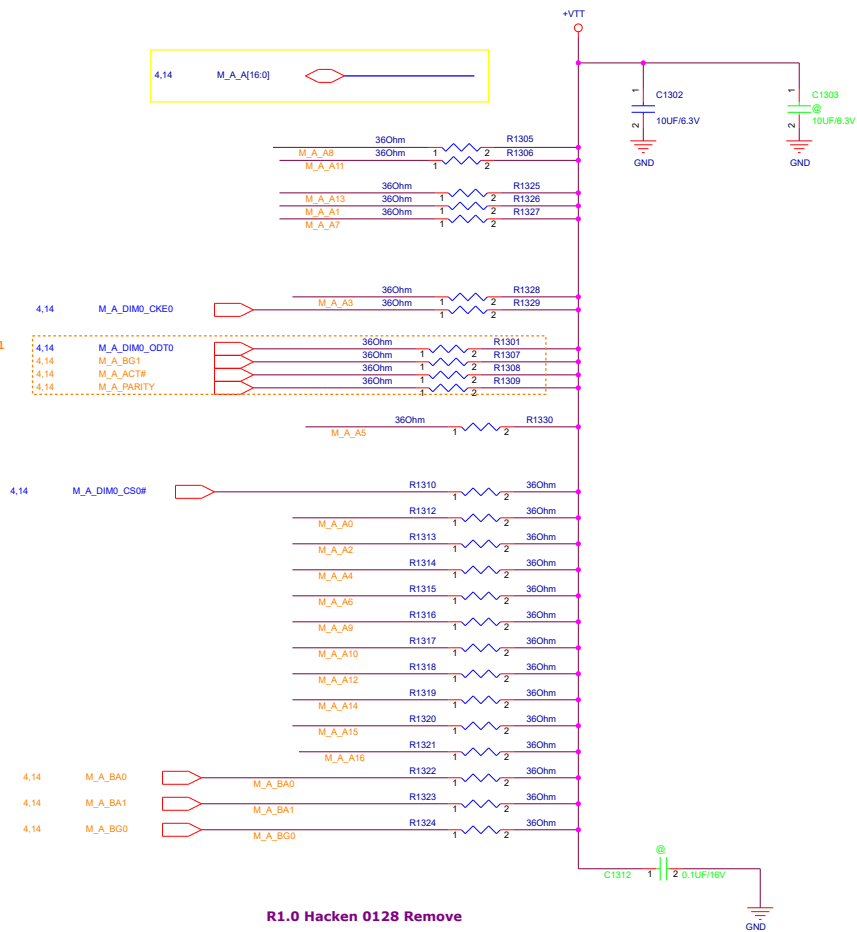 +VTT
4,14 M_A_A[16:0]
1 C1302 2 10UF/6.3V GND
1 C1303 @ 2 10UF/6.3V GND
36Ohm R1305
M_A_A8 36Ohm 1 2 R1306
M_A_A11 1 2
36Ohm R1325
M_A_A13 36Ohm 1 2 R1326
M_A_A1 36Ohm 1 2 R1327
M_A_A7 1 2
36Ohm R1328
M_A_A3 36Ohm 1 2 R1329
4,14 M_A_DIM0_CKE0 1 2
36Ohm R1301
4,14 M_A_DIM0_ODT0 36Ohm 1 2 R1307
4,14 M_A_BG1 36Ohm 1 2 R1308
4,14 M_A_ACT# 36Ohm 1 2 R1309
4,14 M_A_PARITY 1 2
36Ohm R1330
M_A_A5 1 2
4,14 M_A_DIM0_CS0# R1310 1 2 36Ohm
R1312 36Ohm
M_A_A0 1 2
R1313 36Ohm
M_A_A2 1 2
R1314 36Ohm
M_A_A4 1 2
R1315 36Ohm
M_A_A6 1 2
R1316 36Ohm
M_A_A9 1 2
R1317 36Ohm
M_A_A10 1 2
R1318 36Ohm
M_A_A12 1 2
R1319 36Ohm
M_A_A14 1 2
R1320 36Ohm
M_A_A15 1 2
R1321 36Ohm
M_A_A16 1 2
4,14 M_A_BA0 R1322 36Ohm
M_A_BA0 1 2
4,14 M_A_BA1 R1323 36Ohm
M_A_BA1 1 2
4,14 M_A_BG0 R1324 36Ohm
M_A_BG0 1 2
@
C1312 1 2 0.1UF/16V
GND
R1.0 Hacken 0128 Remove